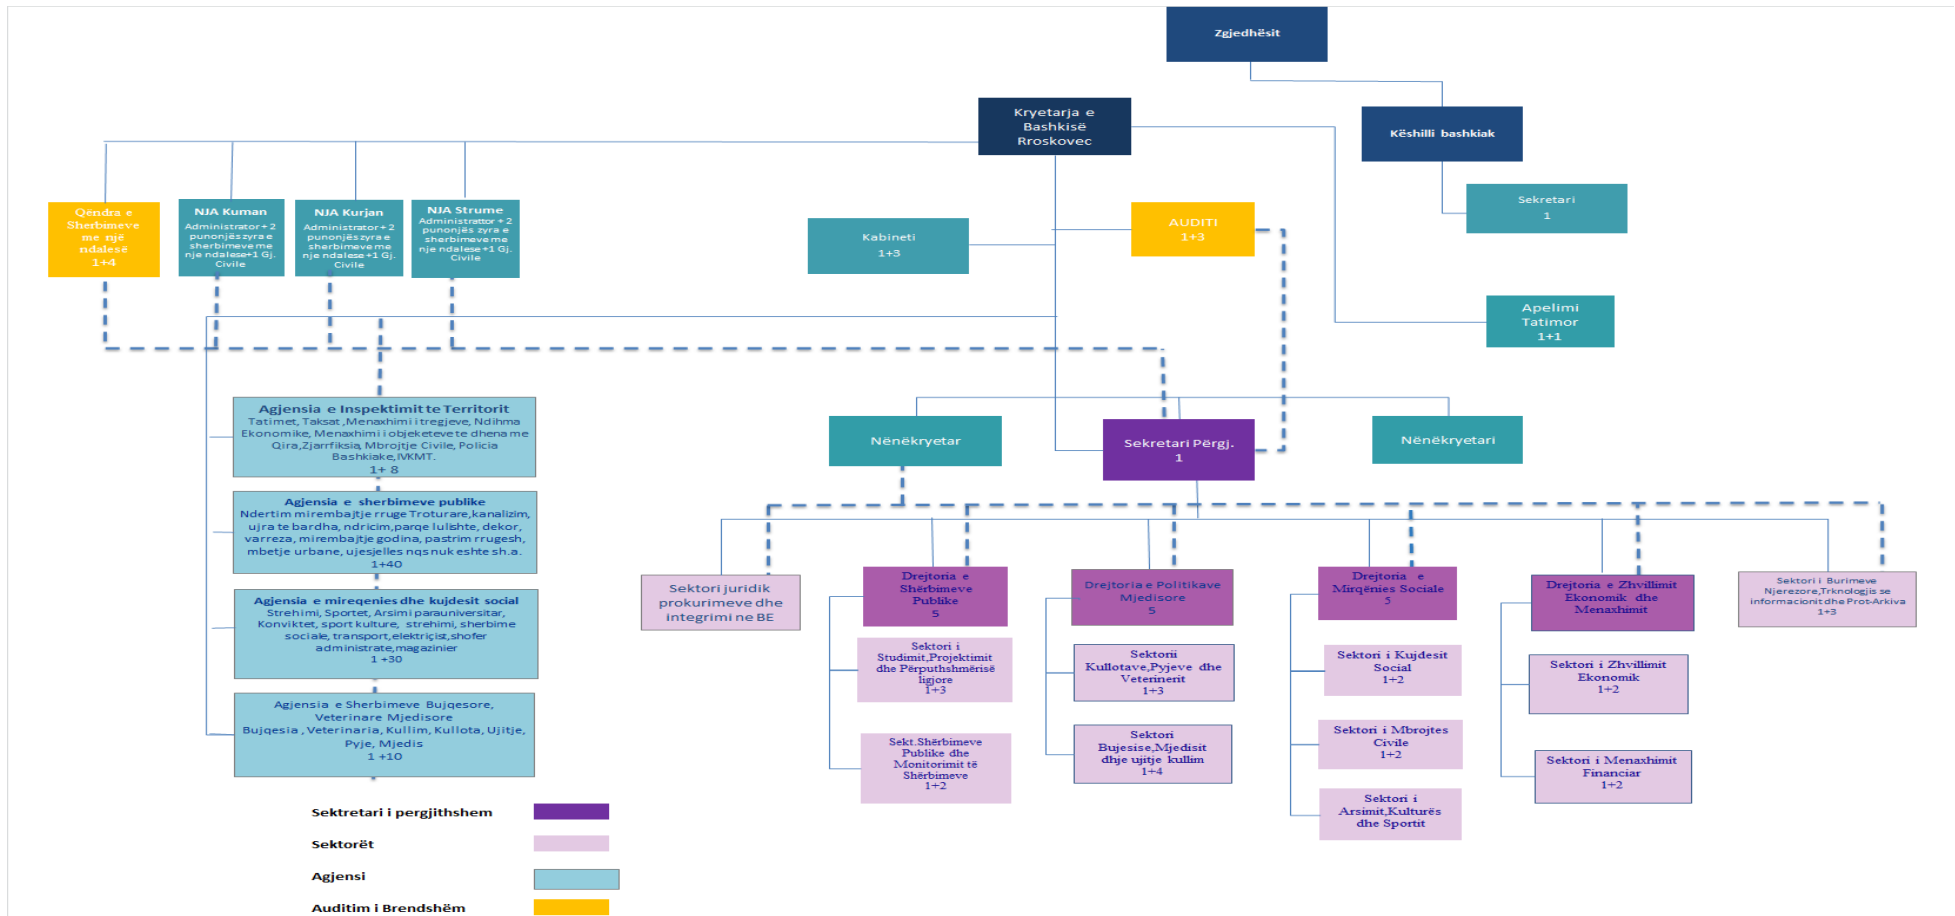 Zgjedhësit
Kryetarja e
Bashkisë
Rroskovec
Këshilli bashkiak
Sekretari
1
Qëndra e
Sherbimeve
me një
ndalesë
1+4
NJA Kuman
Administrator + 2
punonjës zyra e
sherbimeve me
nje ndalese+1 Gj.
Civile
NJA Kurjan
Administrator + 2
punonjës zyra e
sherbimeve me
nje ndalese+1 Gj.
Civile
NJA Strume
Administrattor + 2
punonjës zyra e
sherbimeve me
nje ndalese +1 Gj.
Civile
Kabineti
1+3
AUDITI
1+3
Apelimi
Tatimor
1+1
Agjensia e Inspektimit te Territorit
Tatimet, Taksat ,Menaxhimi i tregjeve, Ndihma
Ekonomike, Menaxhimi i objeketeve te dhena me
Qira,Zjarrfiksia, Mbrojtje Civile, Policia
Bashkiake,IVKMT.
1+ 8
Agjensia e sherbimeve publike
Ndertim mirembajtje rruge Troturare,kanalizim,
ujra te bardha, ndricim,parqe lulishte, dekor,
varreza, mirembajtje godina, pastrim rrugesh,
mbetje urbane, ujesjelles nqs nuk eshte sh.a.
1+40
Agjensia e mireqenies dhe kujdesit social
Strehimi, Sportet, Arsimi parauniversitar,
Konviktet, sport kulture, strehimi, sherbime
sociale, transport,elektriçist,shofer
administrate,magazinier
1 +30
Agjensia e Sherbimeve Bujqesore,
Veterinare Mjedisore
Bujqesia , Veterinaria, Kullim, Kullota, Ujitje,
Pyje, Mjedis
1 +10
Nënëkryetar
Sekretari Përgj.
1
Nënëkryetari
Sektori juridik
prokurimeve dhe
integrimi ne BE
Drejtoria e
Shërbimeve
Publike
5
Sektori i
Studimit,Projektimit
dhe Përputhshmërisë
ligjore
1+3
Sekt.Shërbimeve
Publike dhe
Monitorimit të
Shërbimeve
1+2
Drejtoria e Politikave
Mjedisore
5
Sektorii
Kullotave,Pyjeve dhe
Veterinerit
1+3
Sektori
Bujesise,Mjedisit
dhje ujitje kullim
1+4
Drejtoria e
Mirqënies Sociale
5
Sektori i Kujdesit
Social
1+2
Sektori i Mbrojtes
Civile
1+2
Sektori i
Arsimit,Kulturës
dhe Sportit
Drejtoria e Zhvillimit
Ekonomik dhe
Menaxhimit
Sektori i Zhvillimit
Ekonomik
1+2
Sektori i Menaxhimit
Financiar
1+2
Sektori i Burimeve
Njerezore,Trknologjis se
informacionit dhe Prot-Arkiva
1+3
Sektretari i pergjithshem
Sektorët
Agjensi
Auditim i Brendshëm